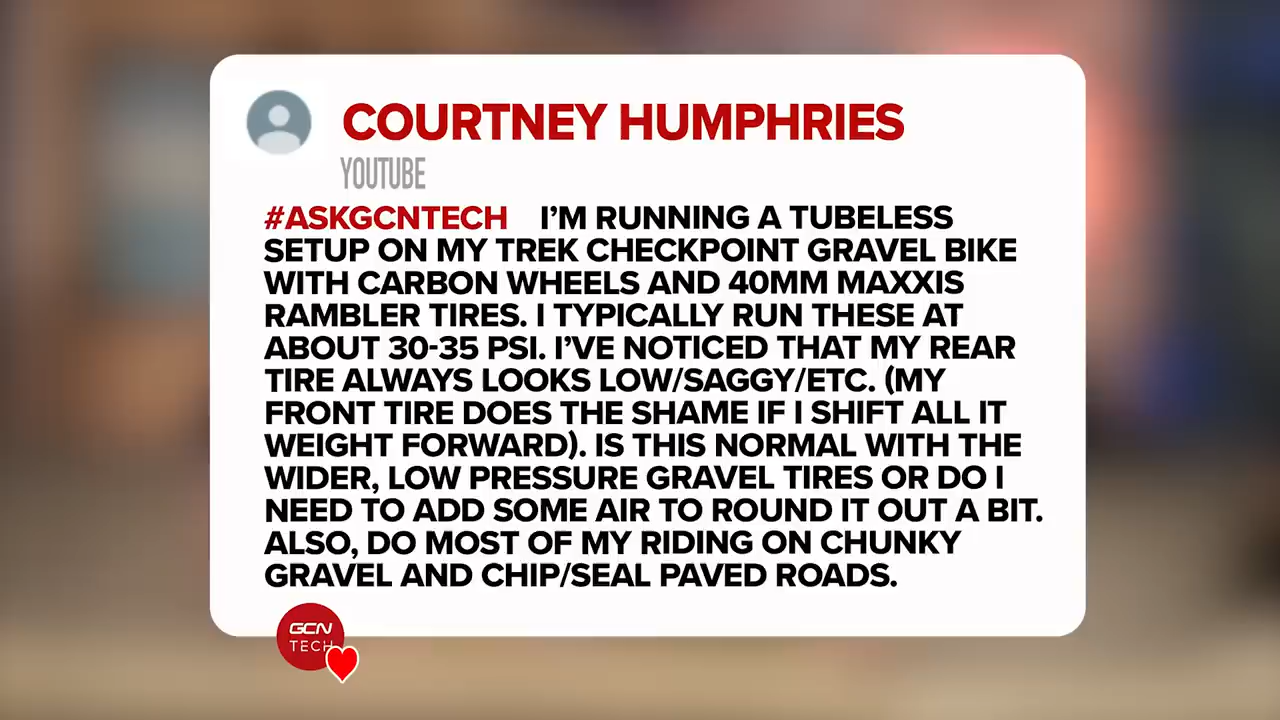 COURTNEY HUMPHRIES
YOUTUBE
#ASKGCNTECH I'M RUNNING A TUBELESS
SETUP ON MY TREK CHECKPOINT GRAVEL BIKE
WITH CARBON WHEELS AND 40MM MAXXIS
RAMBLER TIRES. I TYPICALLY RUN THESE AT
ABOUT 30-35 PSI. I'VE NOTICED THAT MY REAR
TIRE ALWAYS LOOKS LOW/SAGGY/ETC. (MY
FRONT TIRE DOES THE SHAME IF I SHIFT ALL IT
WEIGHT FORWARD). IS THIS NORMAL WITH THE
WIDER, LOW PRESSURE GRAVEL TIRES OR DO I
NEED TO ADD SOME AIR TO ROUND IT OUT A BIT.
ALSO, DO MOST OF MY RIDING ON CHUNKY
GRAVEL AND CHIP/SEAL PAVED ROADS.
GCN
TECH